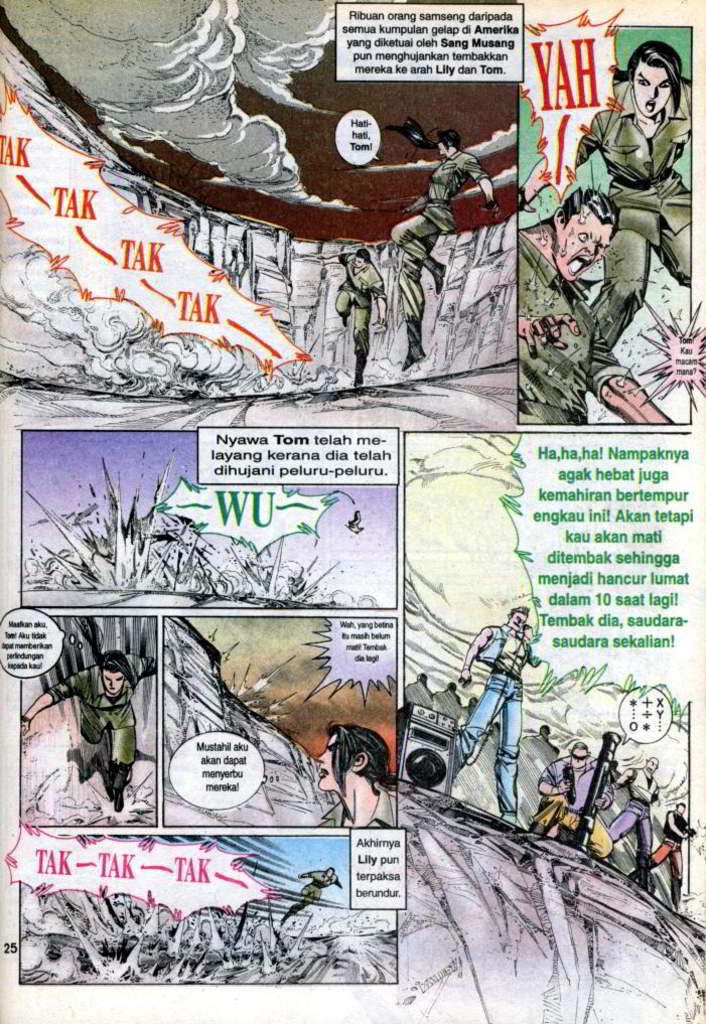 Ribuan orang samseng daripada
semua kumpulan gelap di Amerika
yang diketuai oleh Sang Musang
pun menghujankan tembakkan
mereka ke arah Lily dan Tom.
Hati-
hati,
Tom!
TAK
TAK
TAK
TAK
YAH
Tom!
Kau
macam
mana?
Nyawa Tom telah me-
layang kerana dia telah
dihujani peluru-peluru.
WU
Ha,ha,ha! Nampaknya
agak hebat juga
kemahiran bertempur
engkau ini! Akan tetapi
kau akan mati
ditembak sehingga
menjadi hancur lumat
dalam 10 saat lagi!
Tembak dia, saudara-
saudara sekalian!
Maafkan aku,
Tom! Aku tidak
dapat memberikan
perlindungan
kepada kau!
Wah, yang betina
itu masih belum
mati! Tembak
dia lagi!
Mustahil aku
akan dapat
menyerbu
mereka!
* + X
* ÷ Y
O
TAK — TAK — TAK —
Akhirnya
Lily pun
terpaksa
berundur.
25